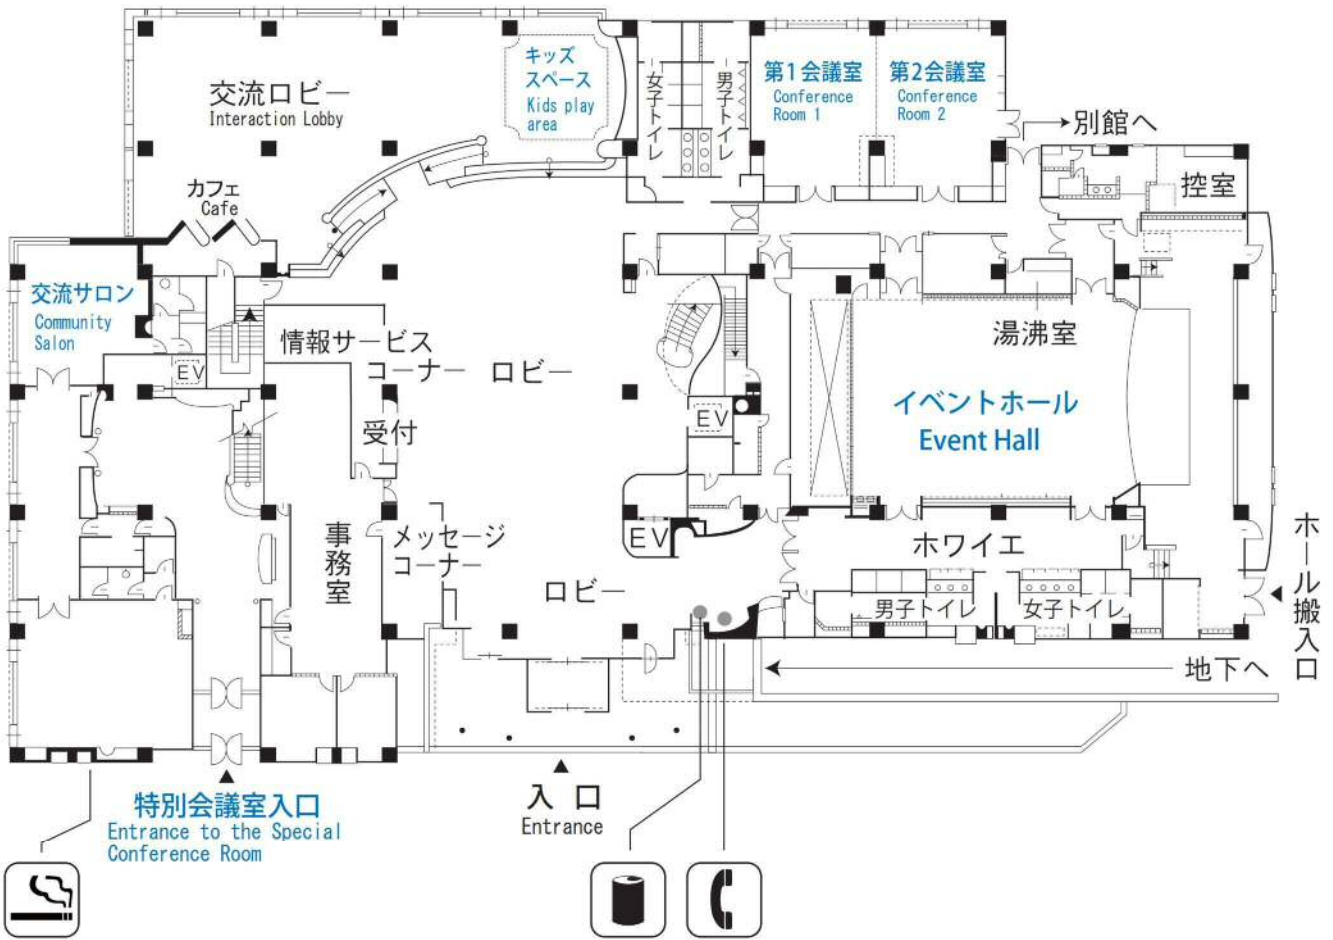 キッズ
スペース
Kids play
area
交流ロビー
Interaction Lobby
女子トイレ
男子トイレ
第1会議室
Conference
Room 1
第2会議室
Conference
Room 2
別館へ
控室
カフェ
Cafe
交流サロン
Community
Salon
EV
情報サービス
コーナー
ロビー
湯沸室
イベントホール
Event Hall
受付
EV
事務室
メッセージ
コーナー
EV
ホワイエ
ロビー
男子トイレ
女子トイレ
ホール搬入口
地下へ
特別会議室入口
Entrance to the Special
Conference Room
入口
Entrance